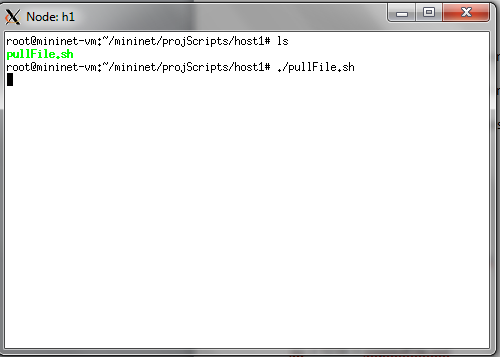 Node: h1
root@mininet-vm:~/mininet/projScripts/host1# ls
pullFile.sh
root@mininet-vm:~/mininet/projScripts/host1# ./pullFile.sh